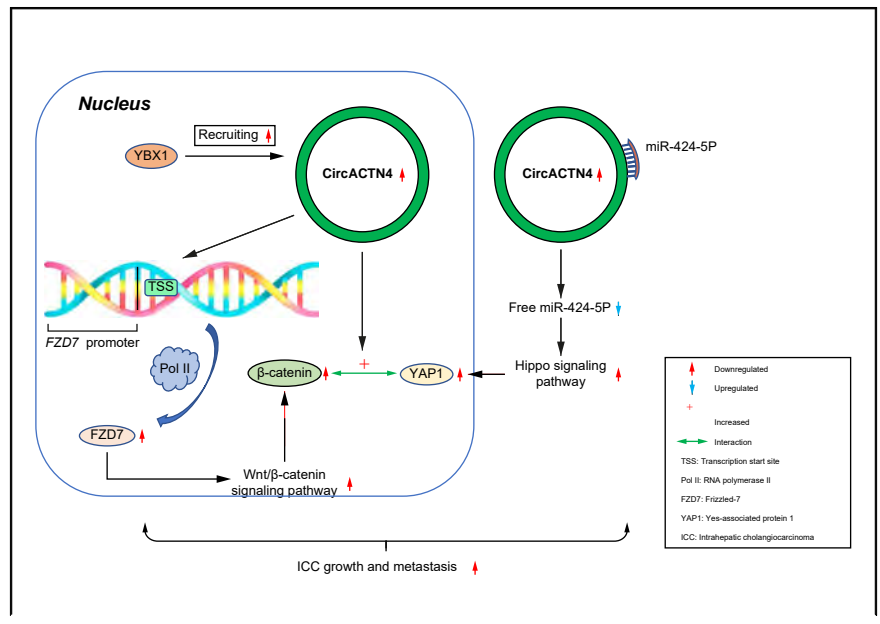 Nucleus
Recruiting
YBX1
CircACTN4
CircACTN4
miR-424-5P
TSS
FZD7 promoter
Pol II
Free miR-424-5P
+
β-catenin
YAP1
Hippo signaling
pathway
FZD7
Wnt/β-catenin
signaling pathway
ICC growth and metastasis
Downregulated
Upregulated
+
Increased
Interaction
TSS: Transcription start site
Pol II: RNA polymerase II
FZD7: Frizzled-7
YAP1: Yes-associated protein 1
ICC: Intrahepatic cholangiocarcinoma